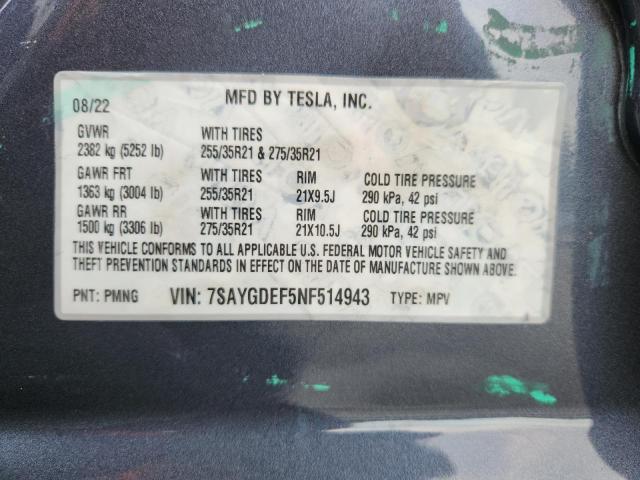 08/22 MFD BY TESLA, INC.
GVWR WITH TIRES
2382 kg (5252 lb) 255/35R21 & 275/35R21
GAWR FRT WITH TIRES RIM COLD TIRE PRESSURE
1363 kg (3004 lb) 255/35R21 21X9.5J 290 kPa, 42 psi
GAWR RR WITH TIRES RIM COLD TIRE PRESSURE
1500 kg (3306 lb) 275/35R21 21X10.5J 290 kPa, 42 psi
THIS VEHICLE CONFORMS TO ALL APPLICABLE U.S. FEDERAL MOTOR VEHICLE SAFETY AND
THEFT PREVENTION STANDARDS IN EFFECT ON THE DATE OF MANUFACTURE SHOWN ABOVE.
PNT: PMNG VIN: 7SAYGDEF5NF514943 TYPE: MPV